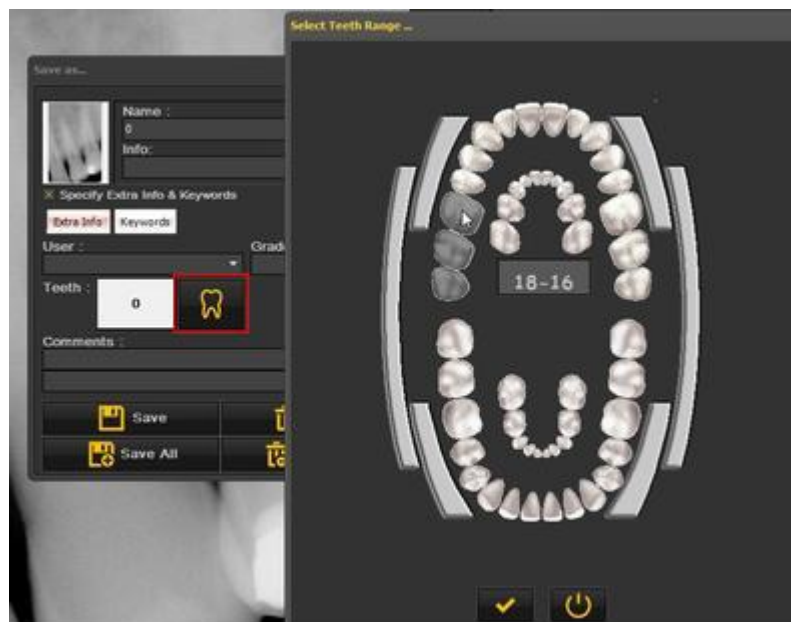 Select Teeth Range ...
Save as...
Name :
0
Info:
× Specify Extra Info & Keywords
Extra Info Keywords
User : Grad
Teeth : 0
18-16
Comments :
Save
Save All